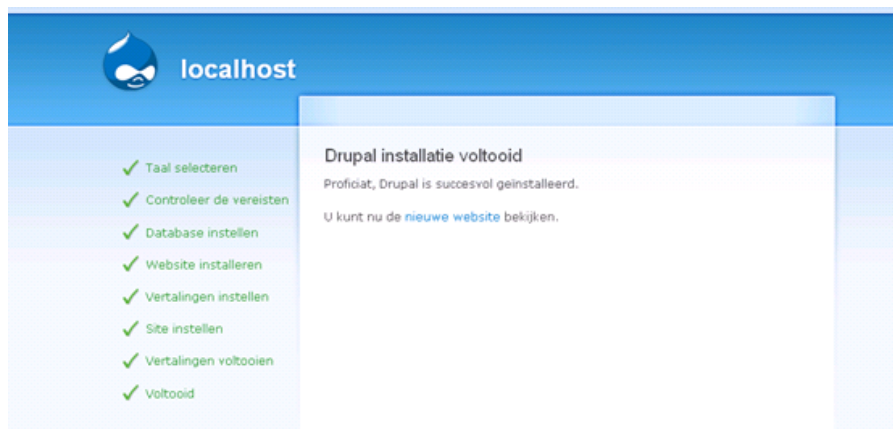 localhost
Taal selecteren
Controleer de vereisten
Database instellen
Website installeren
Vertalingen instellen
Site instellen
Vertalingen voltooien
Voltooid
Drupal installatie voltooid
Proficiat, Drupal is succesvol geïnstalleerd.
U kunt nu de nieuwe website bekijken.